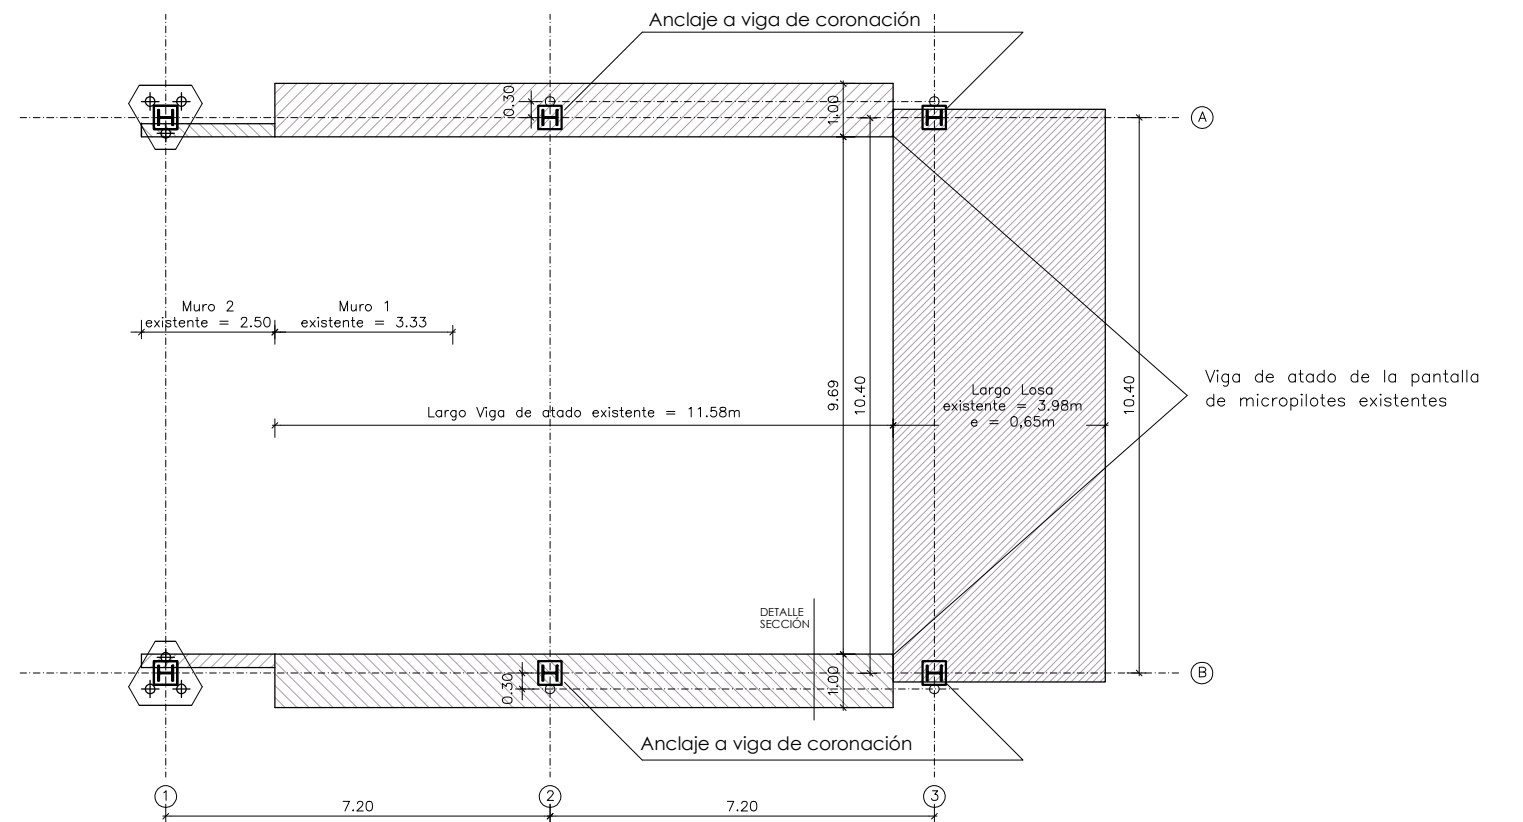 Anclaje a viga de coronación
0.30
1.00
A
Muro 2
existente = 2.50
Muro 1
existente = 3.33
Largo Viga de atado existente = 11.58m
9.69
10.40
Largo Losa
existente = 3.98m
e = 0,65m
10.40
Viga de atado de la pantalla
de micropilotes existentes
DETALLE
SECCIÓN
0.30
1.00
B
Anclaje a viga de coronación
1
7.20
2
7.20
3